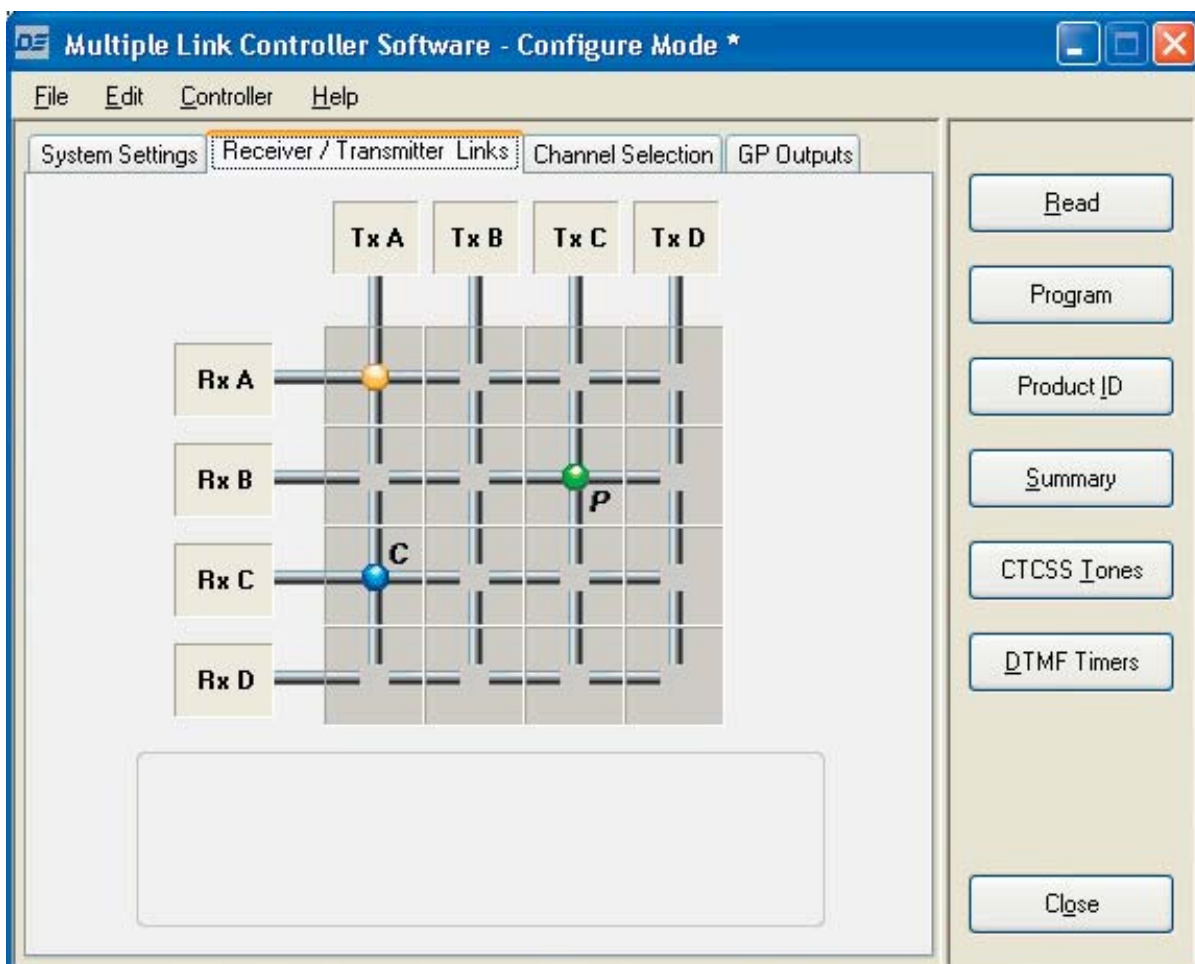 DE Multiple Link Controller Software - Configure Mode *
File Edit Controller Help
System Settings Receiver / Transmitter Links Channel Selection GP Outputs
Tx A Tx B Tx C Tx D
Rx A
Rx B
P
C
Rx C
Rx D
Read
Program
Product ID
Summary
CTCSS Tones
DTMF Timers
Close